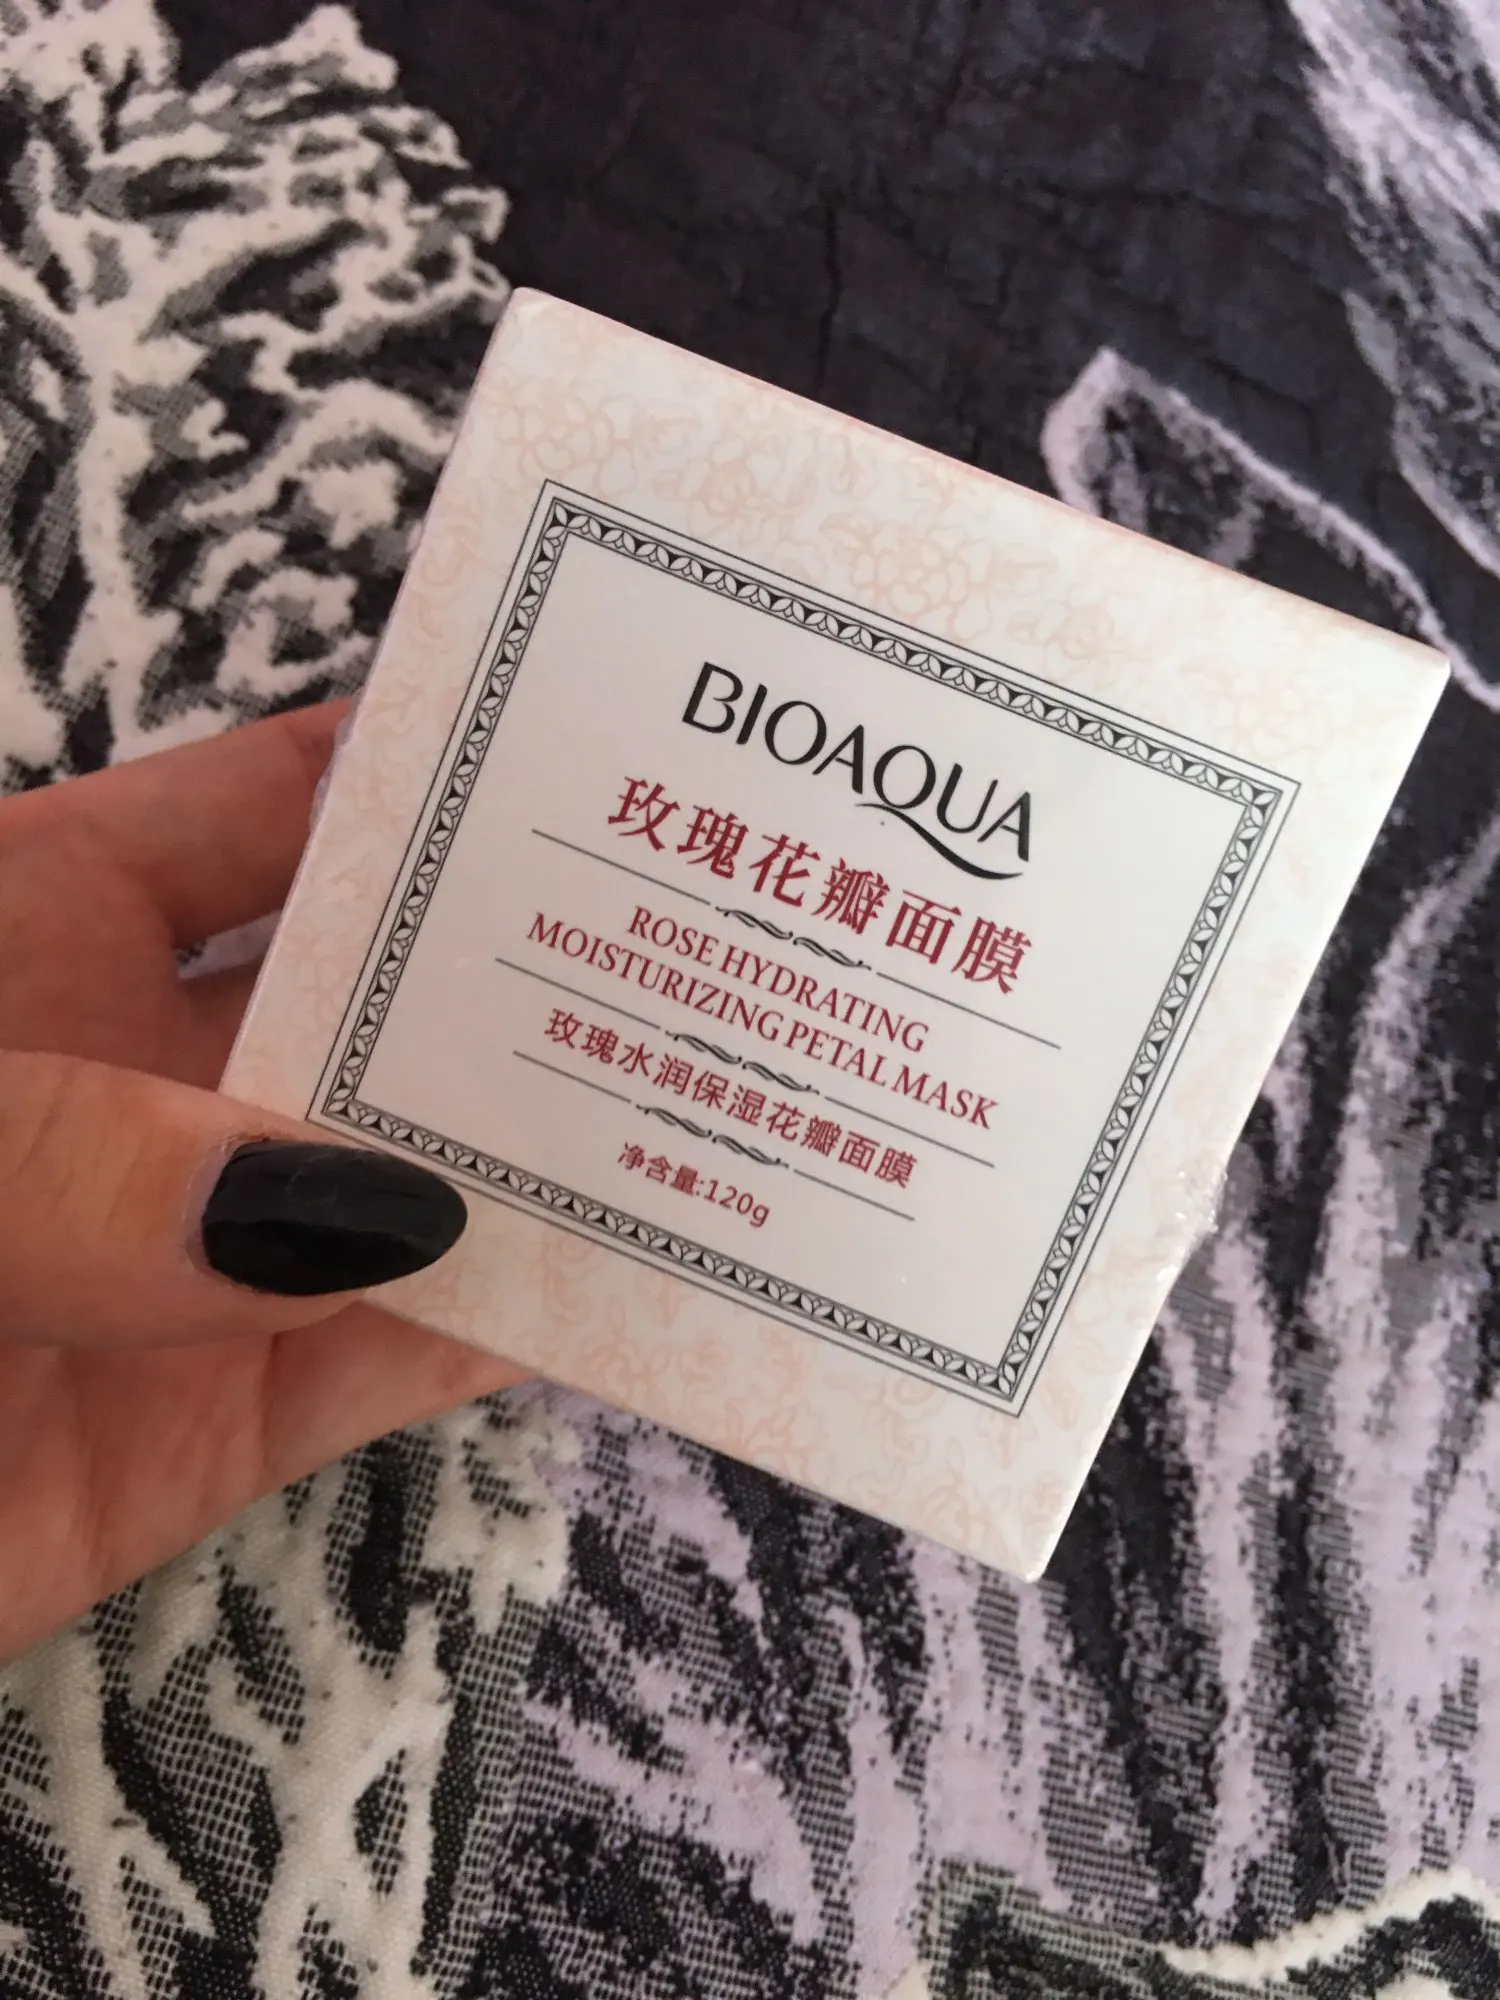 BIOAQUA
玫瑰花瓣面膜
ROSE HYDRATING
MOISTURIZING PETAL MASK
玫瑰水润保湿花瓣面膜
净含量:120g